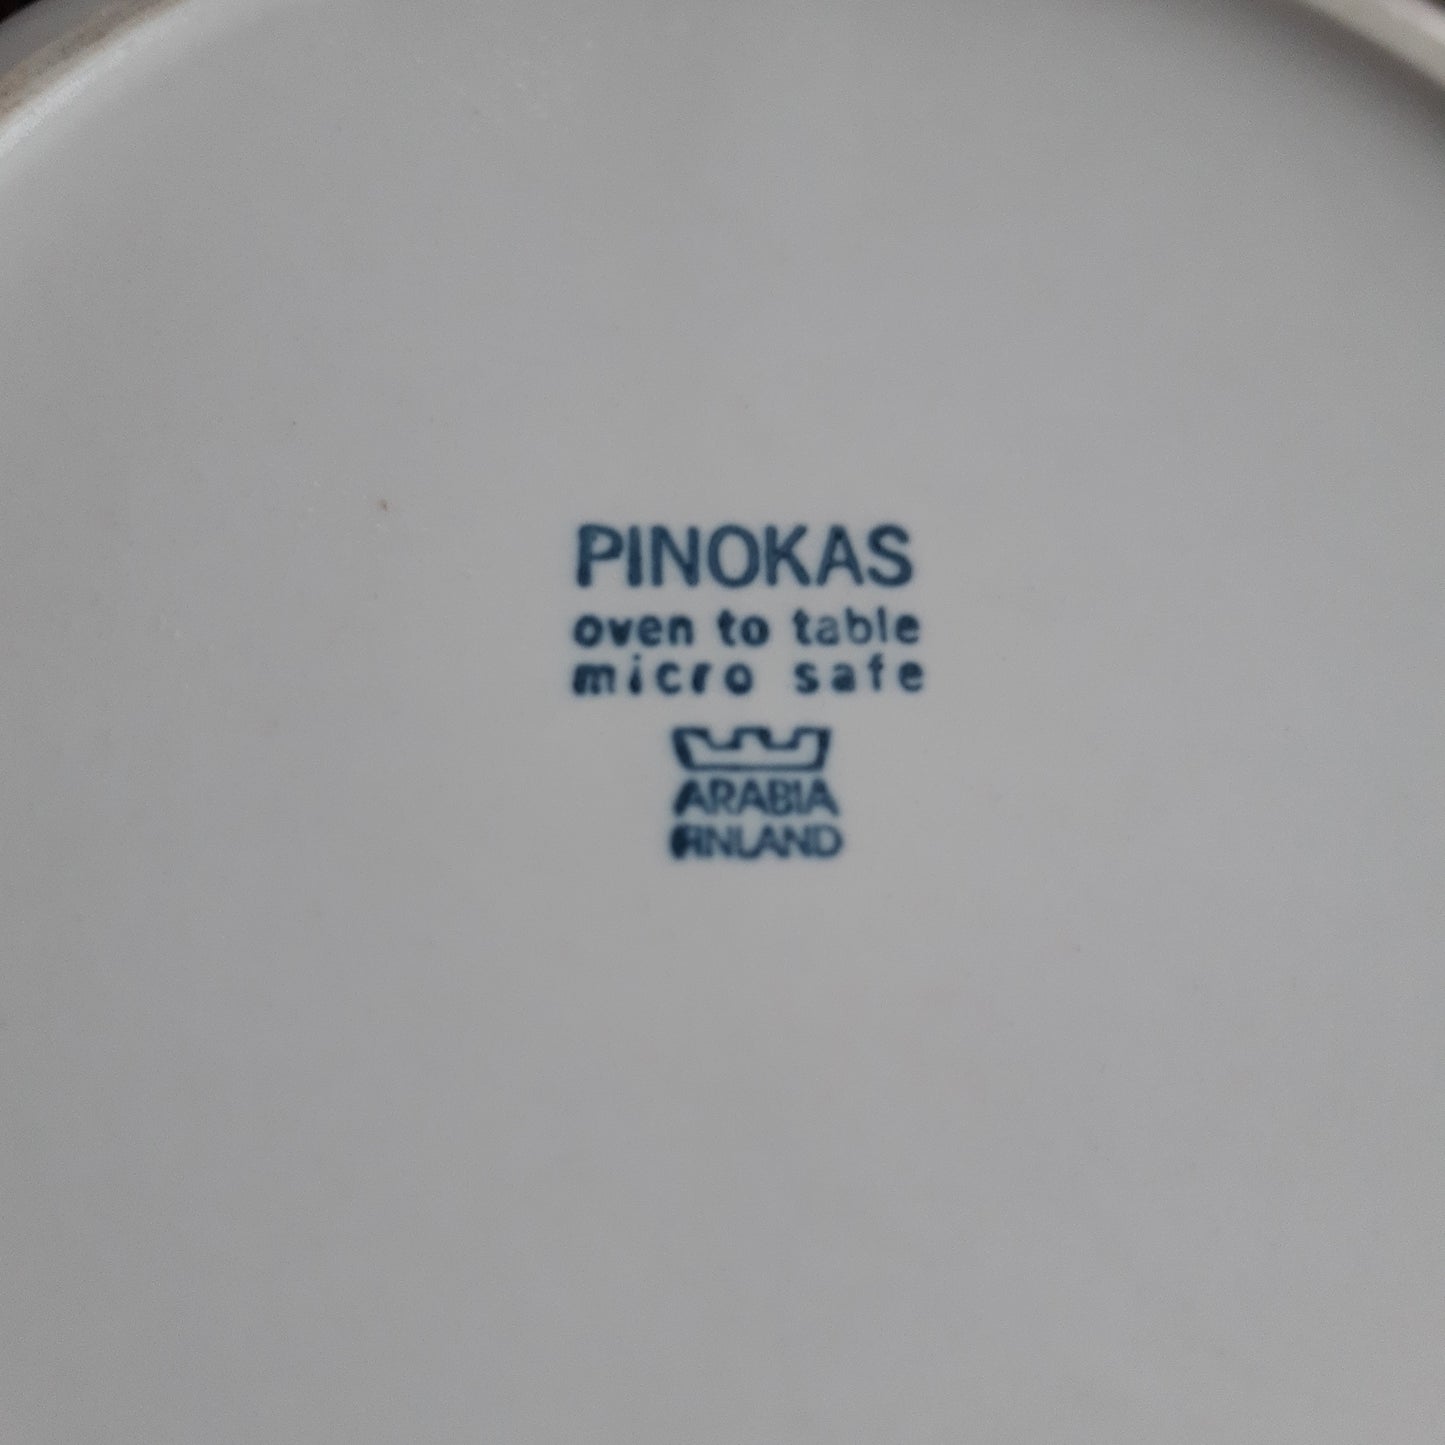 PINOKAS
oven to table
micro safe
ARABIA
FINLAND